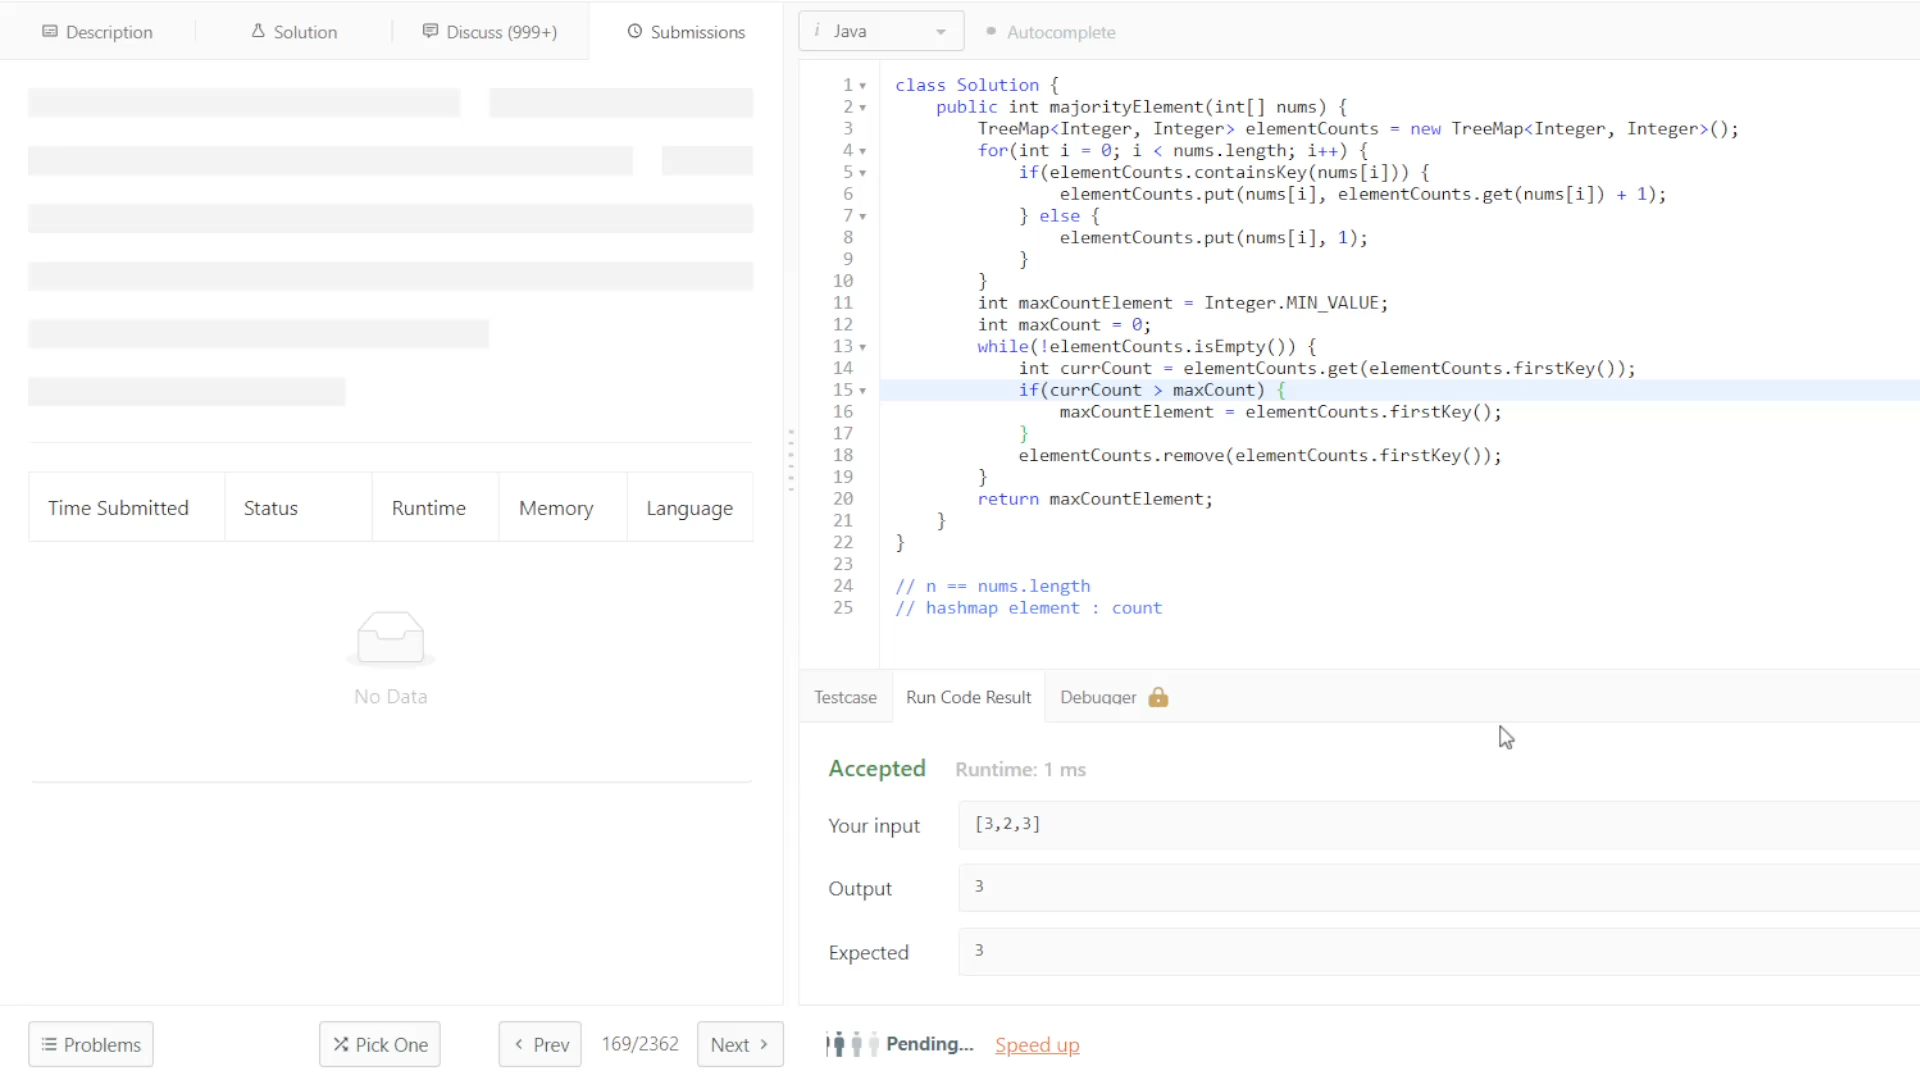 Description
Solution
Discuss (999+)
Submissions
Time Submitted Status Runtime Memory Language
No Data
Problems
Pick One
Prev
169/2362
Next
i Java
Autocomplete
1 class Solution {
2 public int majorityElement(int[] nums) {
3 TreeMap<Integer, Integer> elementCounts = new TreeMap<Integer, Integer>();
4 for(int i = 0; i < nums.length; i++) {
5 if(elementCounts.containsKey(nums[i])) {
6 elementCounts.put(nums[i], elementCounts.get(nums[i]) + 1);
7 } else {
8 elementCounts.put(nums[i], 1);
9 }
10 }
11 int maxCountElement = Integer.MIN_VALUE;
12 int maxCount = 0;
13 while(!elementCounts.isEmpty()) {
14 int currCount = elementCounts.get(elementCounts.firstKey());
15 if(currCount > maxCount) {
16 maxCountElement = elementCounts.firstKey();
17 }
18 elementCounts.remove(elementCounts.firstKey());
19 }
20 return maxCountElement;
21 }
22 }
23
24 // n == nums.length
25 // hashmap element : count
Testcase
Run Code Result
Debugger
Accepted Runtime: 1 ms
Your input [3,2,3]
Output 3
Expected 3
Pending...
Speed up